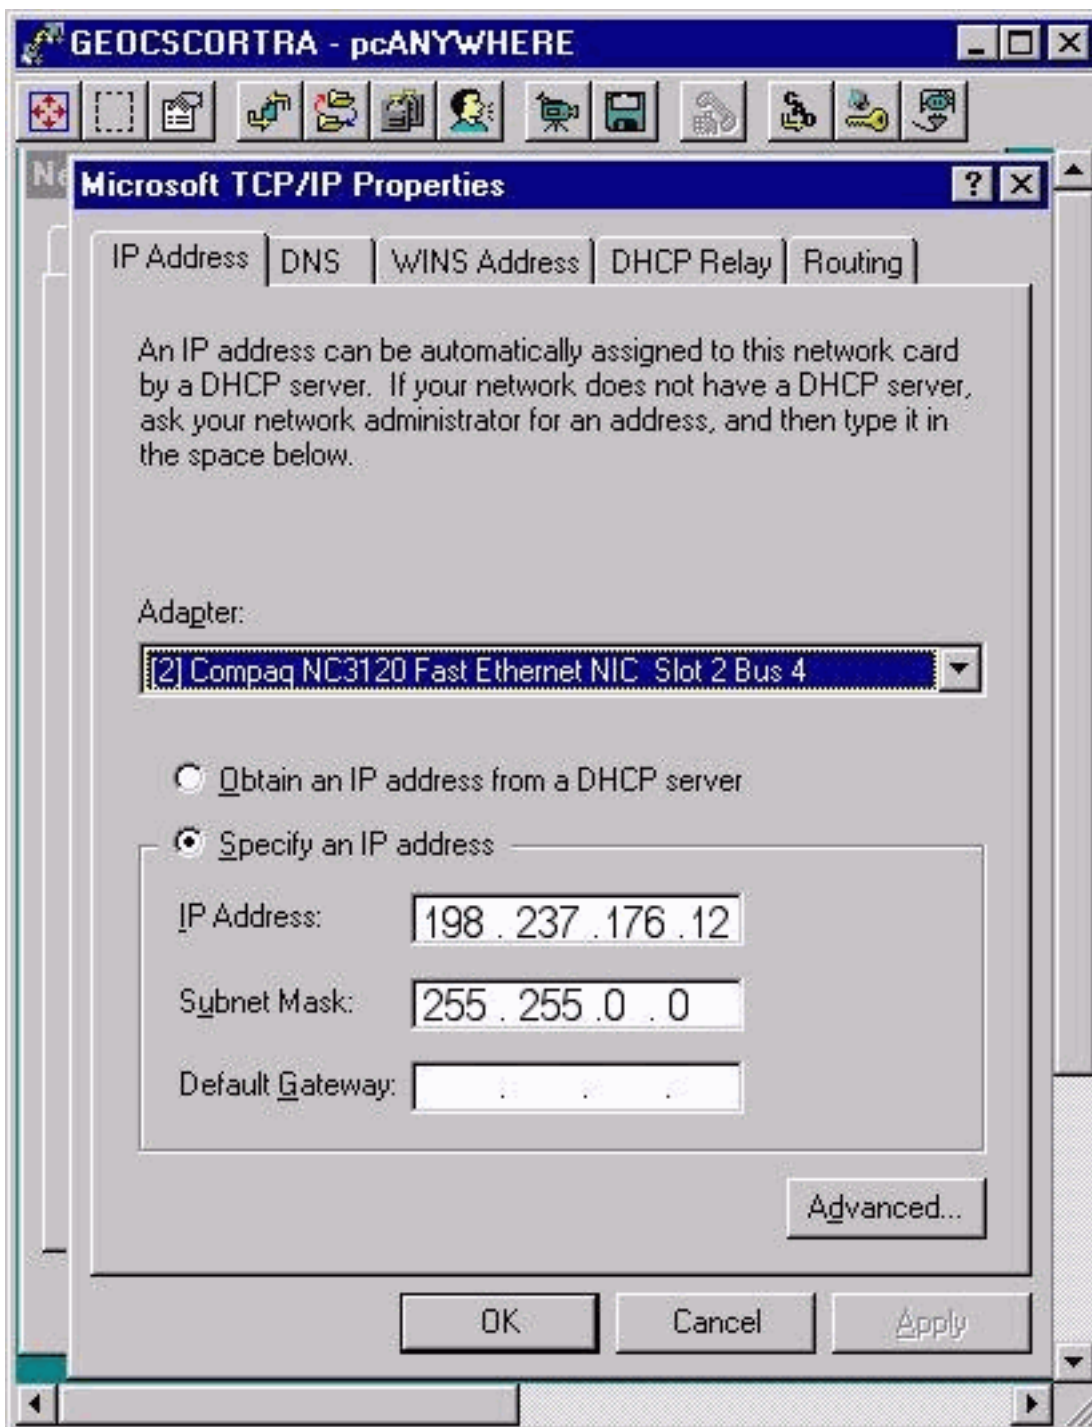 GEOCSCORTRA - pcANYWHERE
Ne
Microsoft TCP/IP Properties
IP Address DNS WINS Address DHCP Relay Routing
An IP address can be automatically assigned to this network card
by a DHCP server. If your network does not have a DHCP server,
ask your network administrator for an address, and then type it in
the space below.
Adapter:
[2] Compaq NC3120 Fast Ethernet NIC Slot 2 Bus 4
Obtain an IP address from a DHCP server
Specify an IP address
IP Address: 198 . 237 .176 .12
Subnet Mask: 255 . 255 .0 . 0
Default Gateway: . . .
Advanced...
OK Cancel Apply